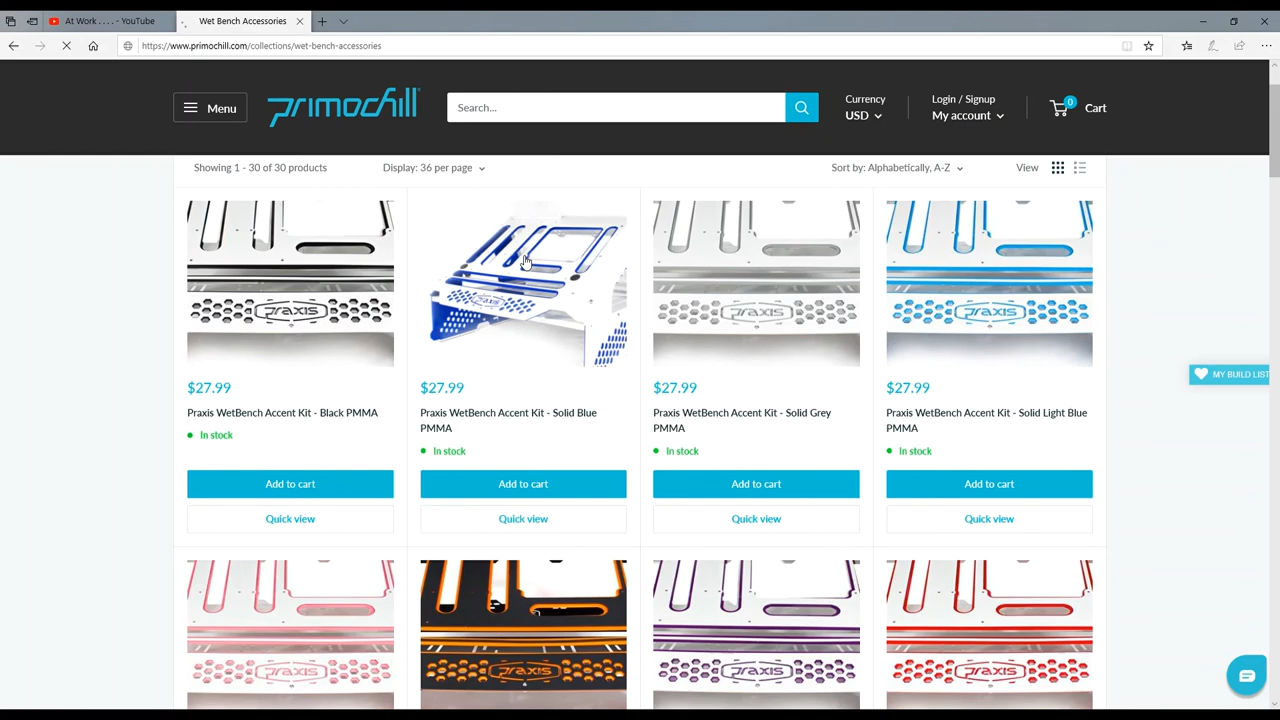 At Work . . . . - YouTube
Wet Bench Accessories
https://www.primochill.com/collections/wet-bench-accessories
Menu
primochill
Search...
Currency
USD
Login / Signup
My account
0
Cart
Showing 1 - 30 of 30 products
Display: 36 per page
Sort by: Alphabetically, A-Z
View
PRAXIS
PRAXIS
PRAXIS
PRAXIS
MY BUILD LIST
$27.99
$27.99
$27.99
$27.99
Praxis WetBench Accent Kit - Black PMMA
Praxis WetBench Accent Kit - Solid Blue
PMMA
Praxis WetBench Accent Kit - Solid Grey
PMMA
Praxis WetBench Accent Kit - Solid Light Blue
PMMA
In stock
In stock
In stock
In stock
Add to cart
Add to cart
Add to cart
Add to cart
Quick view
Quick view
Quick view
Quick view
PRAXIS
PRAXIS
PRAXIS
PRAXIS